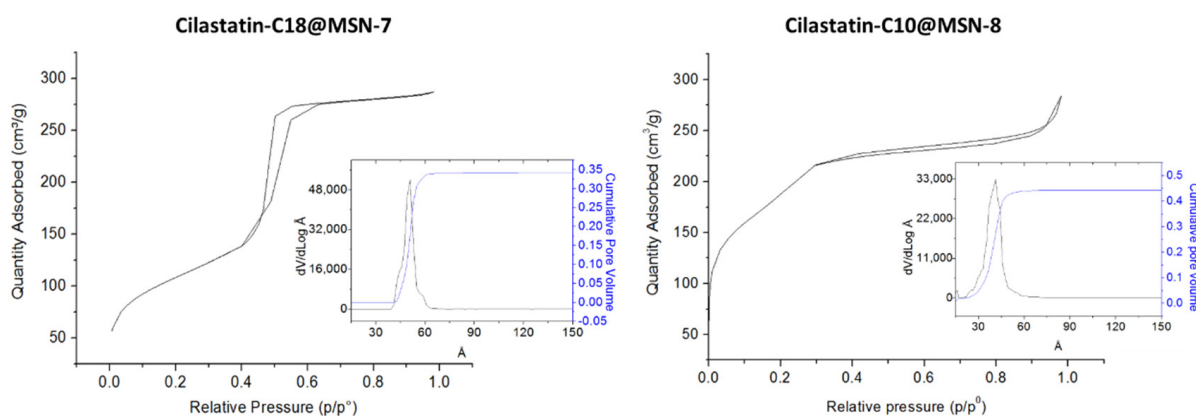 Cilastatin-C18@MSN-7
Quantity Adsorbed (cm³/g)
300
250
200
150
100
50
0.0 0.2 0.4 0.6 0.8 1.0
Relative Pressure (p/p°)
dV/dLog Å
48,000
32,000
16,000
0
30 60 90 120 150
Å
0.35
0.30
0.25
0.20
0.15
0.10
0.05
0.00
-0.05
Cumulative Pore Volume
Cilastatin-C10@MSN-8
Quantity Adsorbed (cm³/g)
300
250
200
150
100
50
0.0 0.2 0.4 0.6 0.8 1.0
Relative pressure (p/p⁰)
dV/dLog Å
33,000
22,000
11,000
0
30 60 90 120 150
Å
0.5
0.4
0.3
0.2
0.1
0.0
Cumulative pore volume